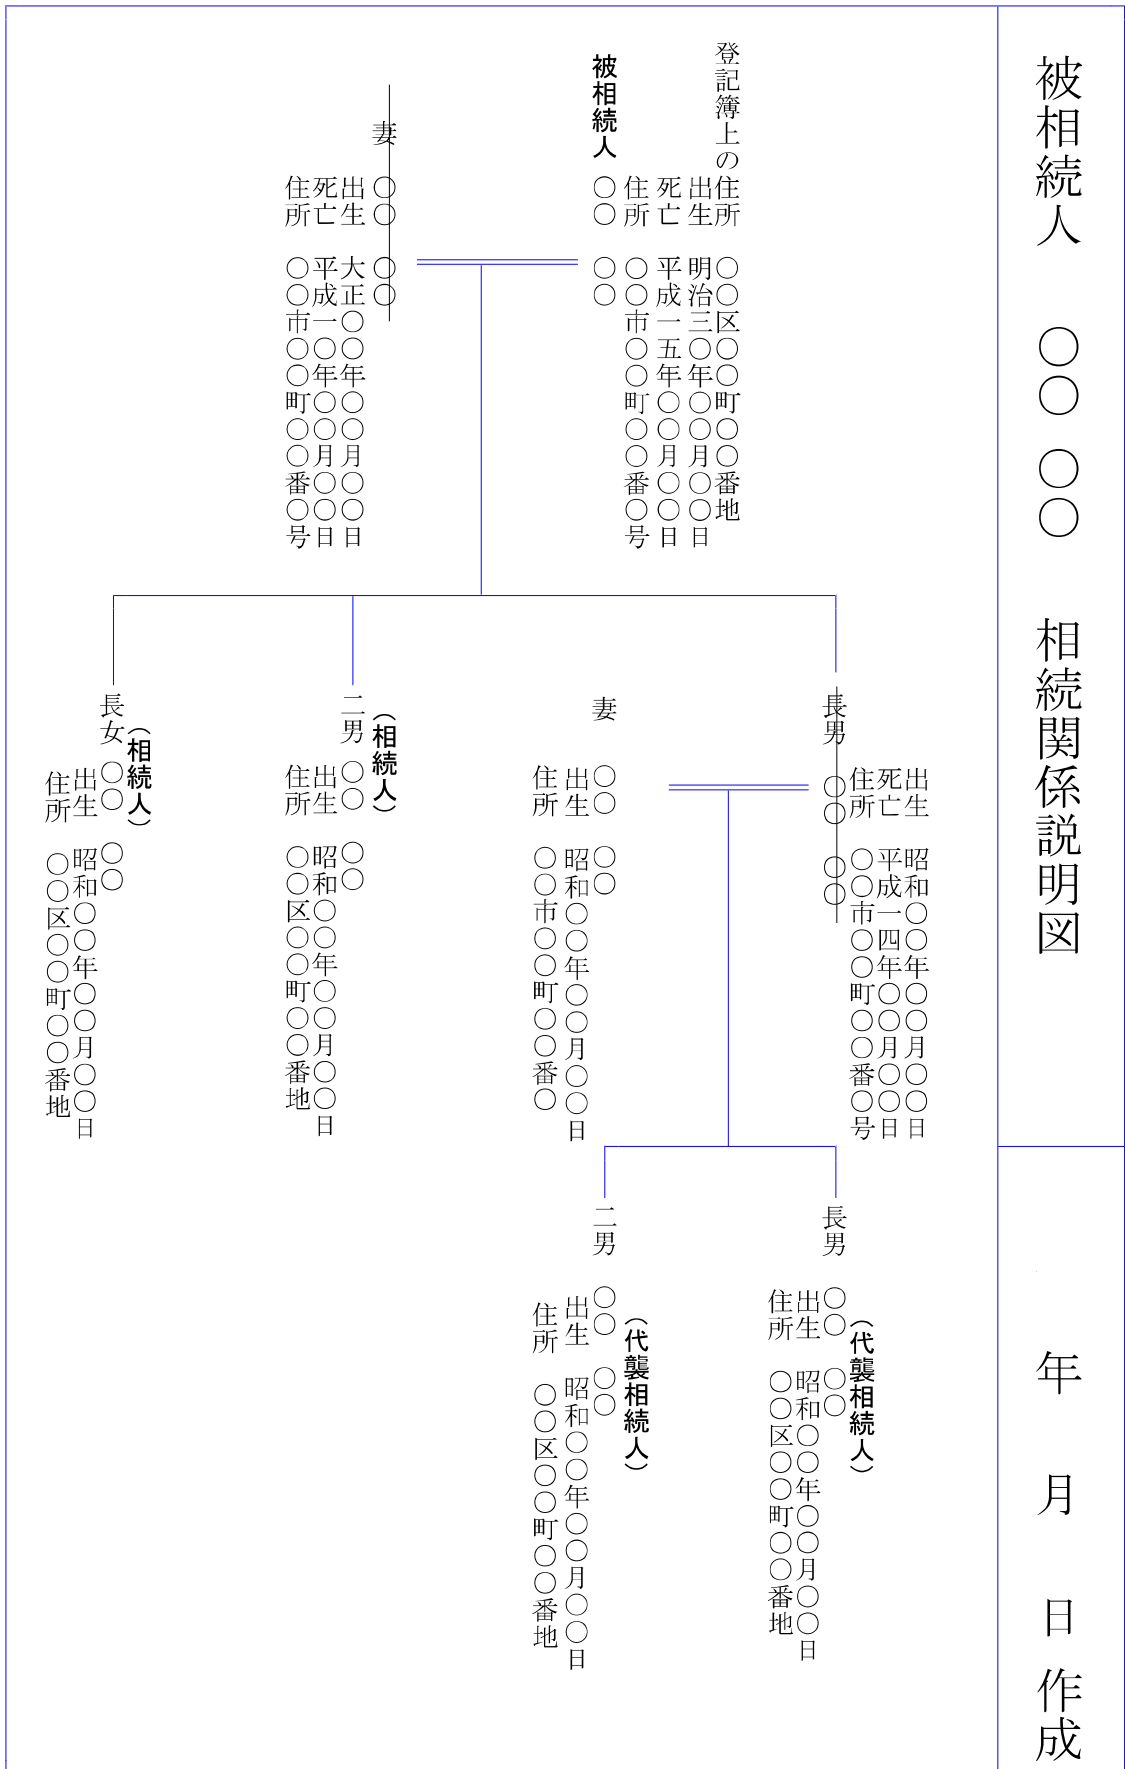 被相続人 〇〇 〇〇 相続関係説明図
年 月 日 作成
登記簿上の住所 〇〇区〇〇町〇〇番地
出生 明治三〇年〇〇月〇〇日
死亡 平成一五年〇〇月〇〇日
住所 〇〇市〇〇町〇〇番〇号
被相続人 〇〇 〇〇
妻 〇〇 〇〇
出生 大正〇〇年〇〇月〇〇日
死亡 平成一〇年〇〇月〇〇日
住所 〇〇市〇〇町〇〇番〇号
出生 昭和〇〇年〇〇月〇〇日
死亡 平成一四年〇〇月〇〇日
住所 〇〇市〇〇町〇〇番〇号
長男 〇〇 〇〇
妻 〇〇 〇〇
出生 昭和〇〇年〇〇月〇〇日
住所 〇〇市〇〇町〇〇番〇
（相続人）
二男 〇〇 〇〇
出生 昭和〇〇年〇〇月〇〇日
住所 〇〇区〇〇町〇〇番地
（相続人）
長女 〇〇 〇〇
出生 昭和〇〇年〇〇月〇〇日
住所 〇〇区〇〇町〇〇番地
（代襲相続人）
長男 〇〇 〇〇
出生 昭和〇〇年〇〇月〇〇日
住所 〇〇区〇〇町〇〇番地
（代襲相続人）
二男 〇〇 〇〇
出生 昭和〇〇年〇〇月〇〇日
住所 〇〇区〇〇町〇〇番地